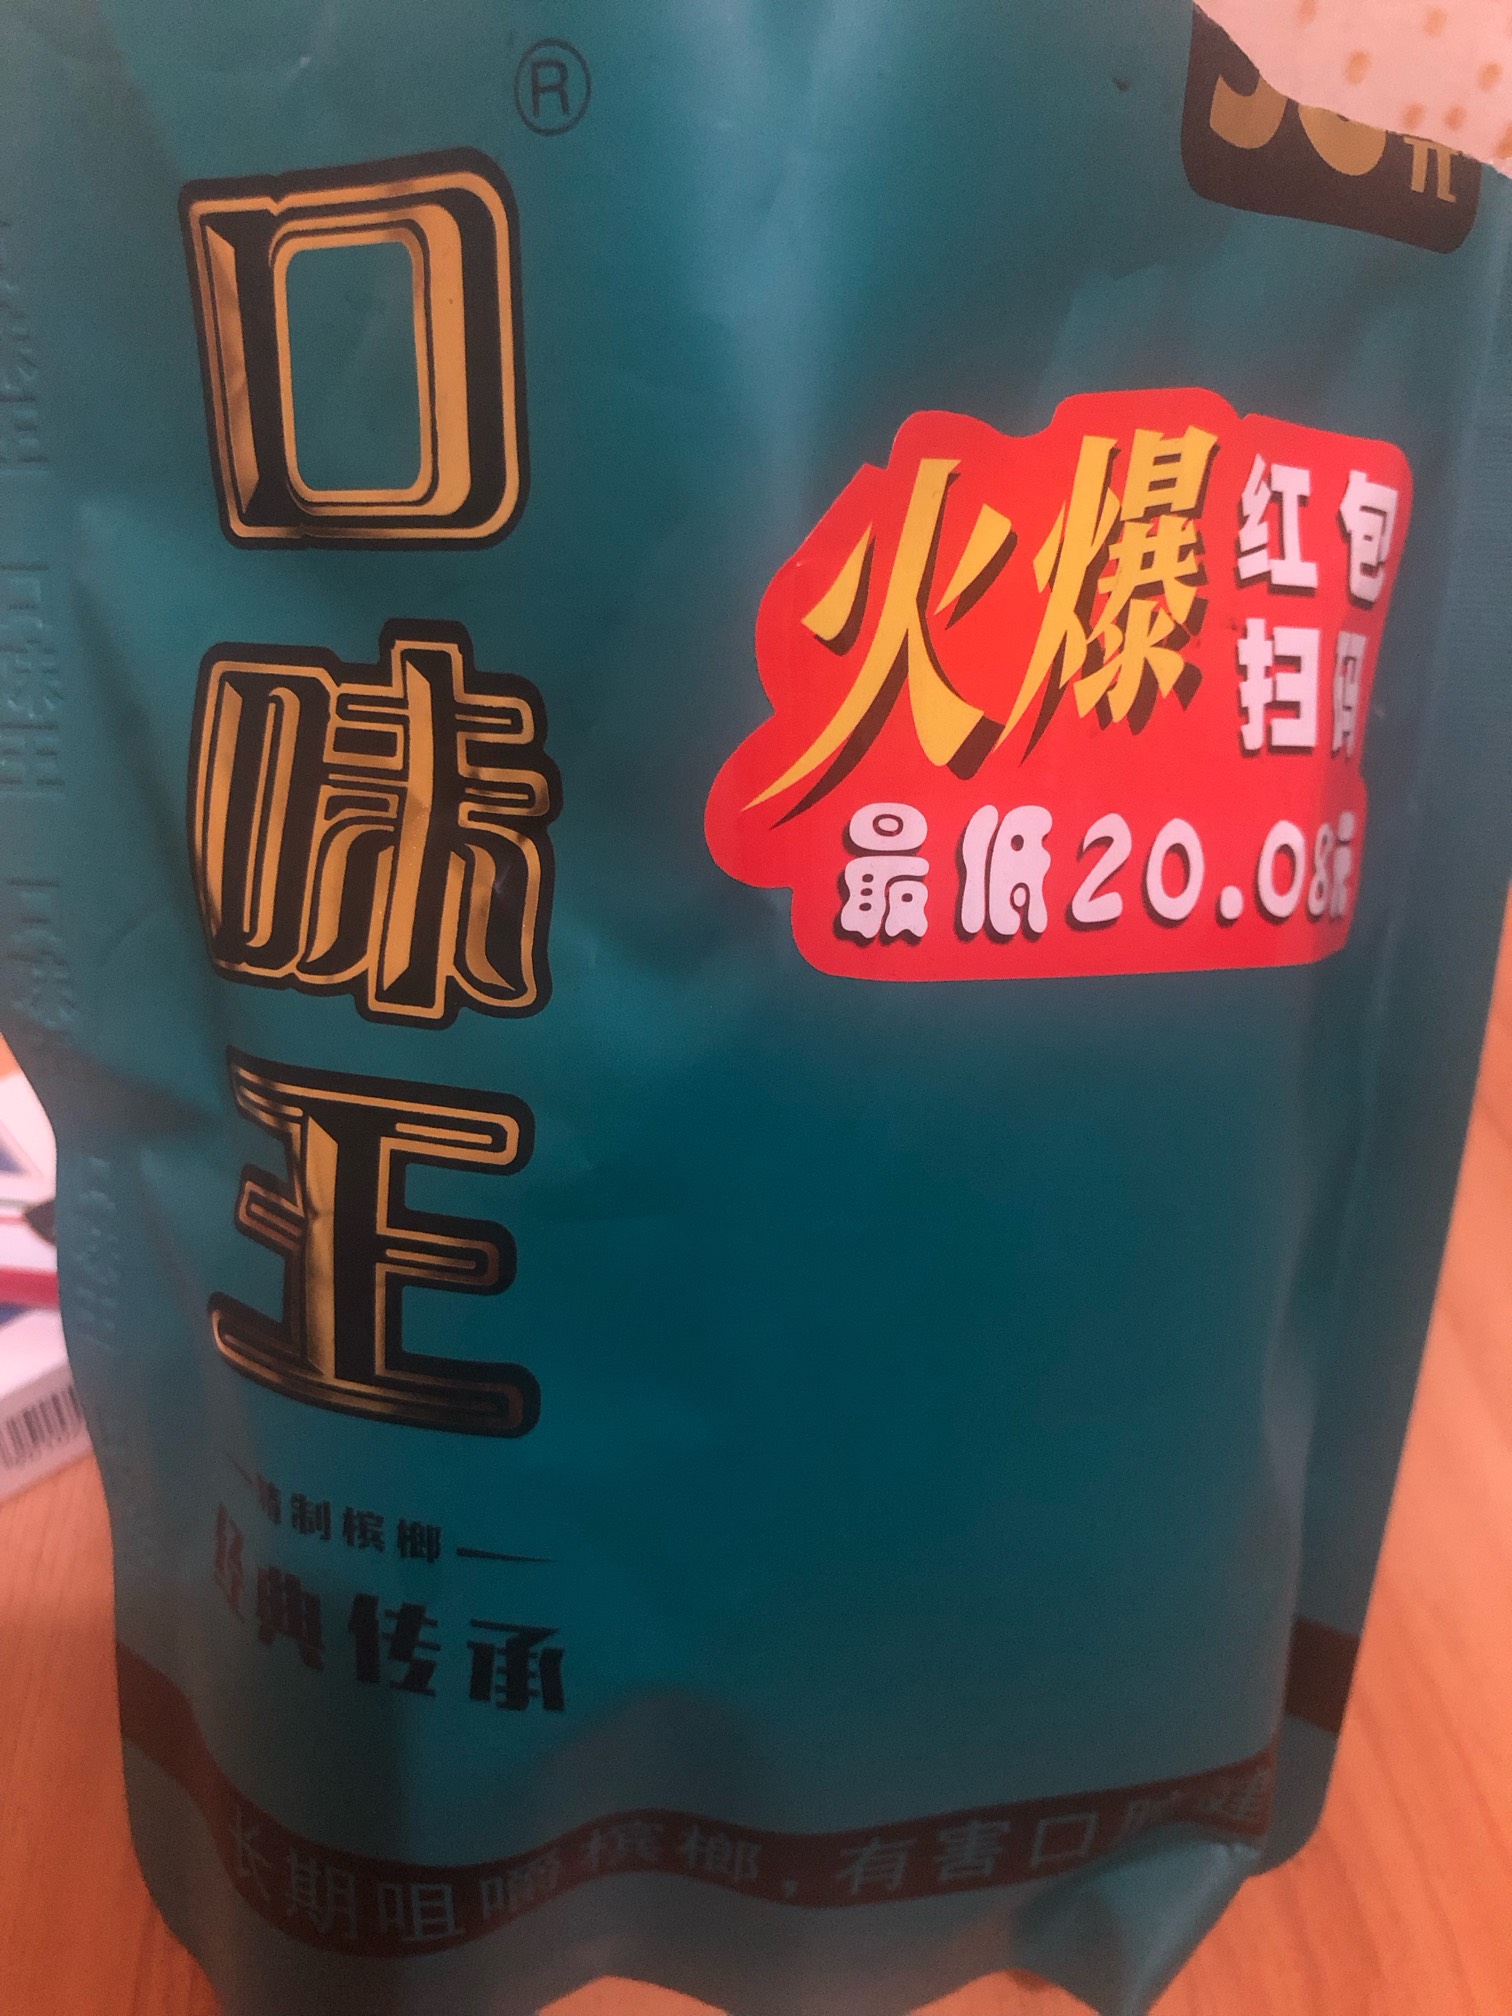 ®
口味王
元
火爆
红包
扫码
最低20.08元
精制槟榔
经典传承
长期咀嚼槟榔，有害口腔健